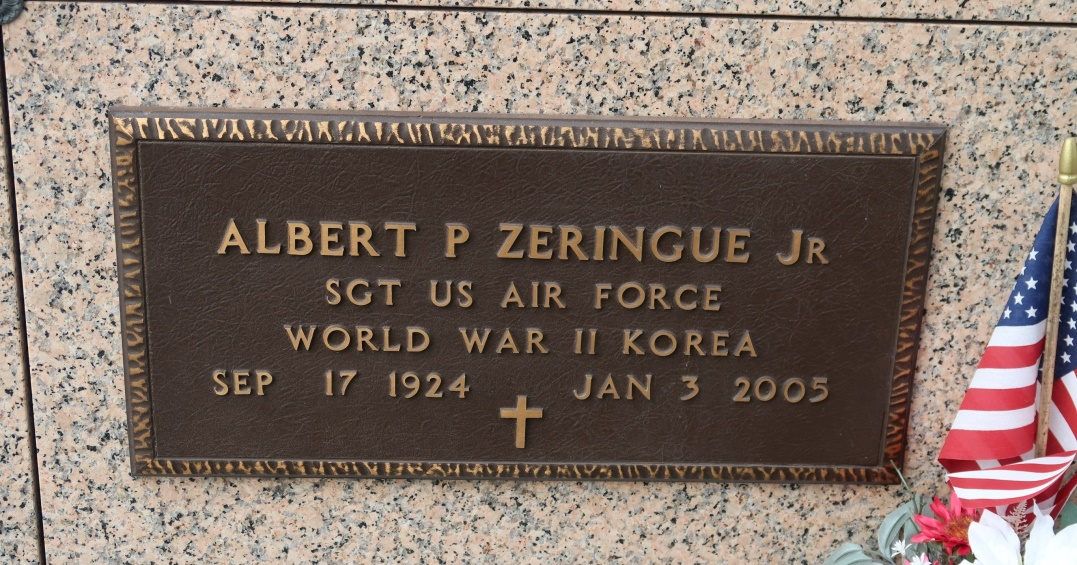 ALBERT P ZERINGUE JR
SGT US AIR FORCE
WORLD WAR II KOREA
SEP 17 1924 JAN 3 2005